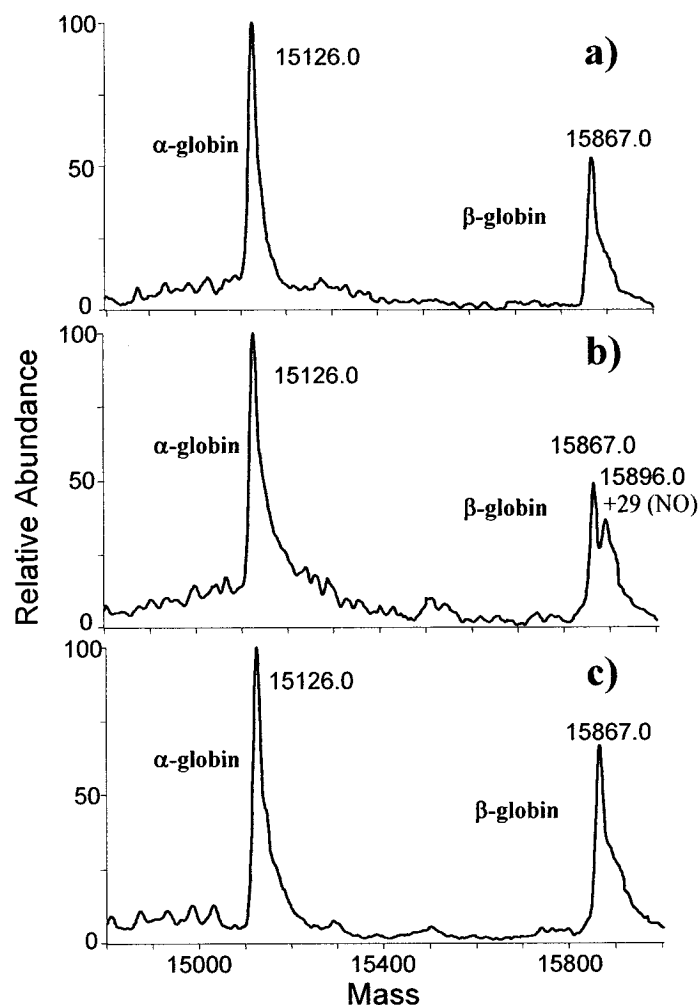 Relative Abundance
100
50
0
a)
15126.0
α-globin
15867.0
β-globin
100
50
0
b)
15126.0
α-globin
15867.0
15896.0
+29 (NO)
β-globin
100
50
0
c)
15126.0
α-globin
15867.0
β-globin
15000
15400
15800
Mass